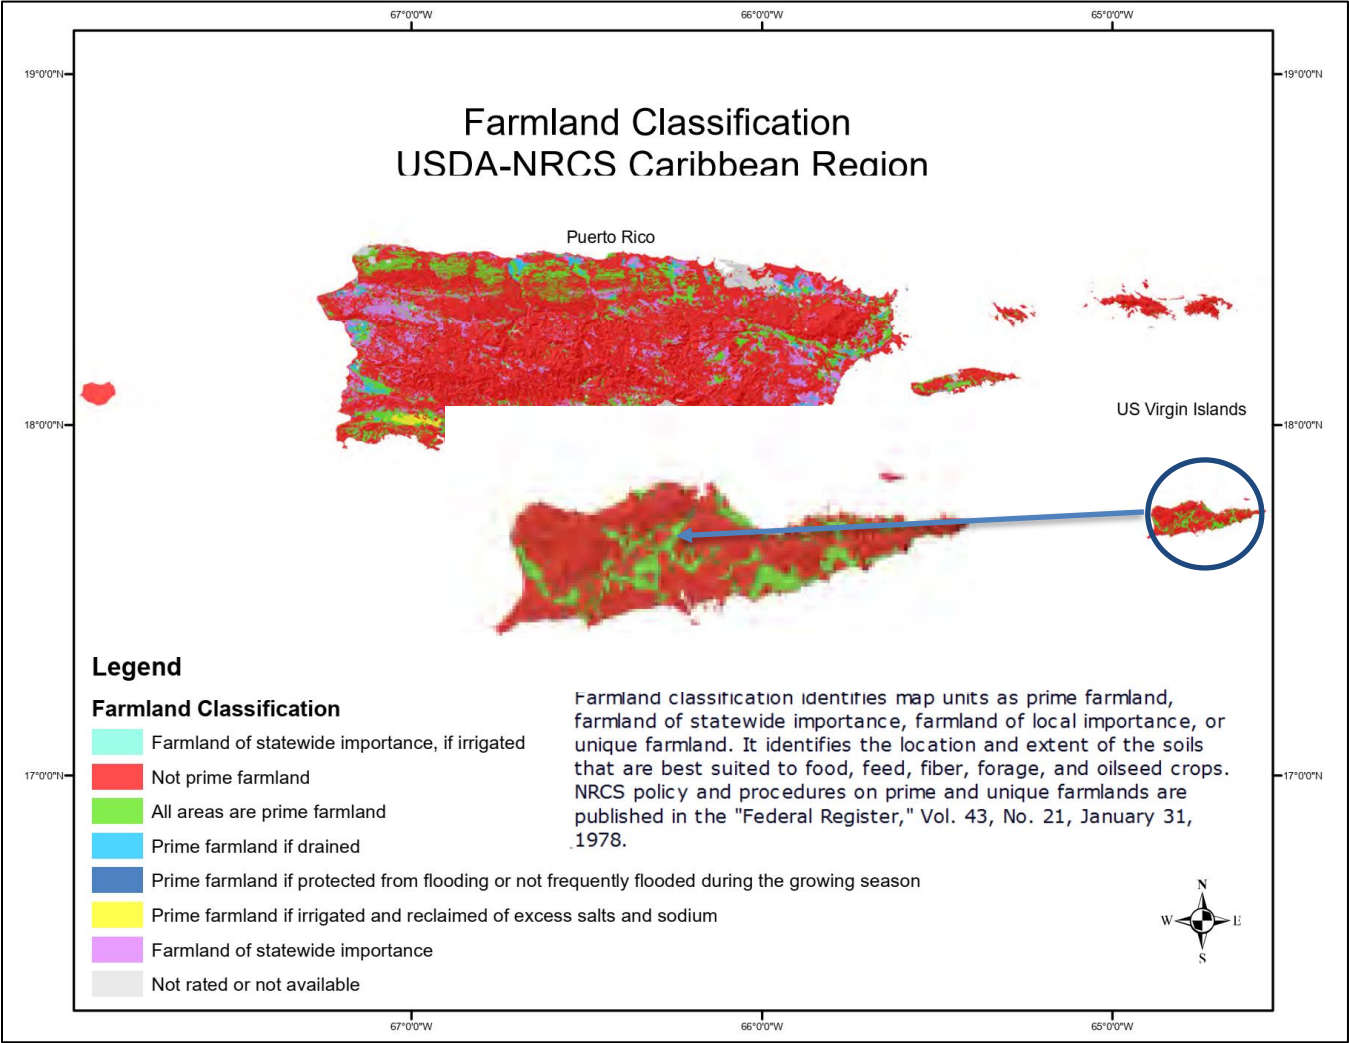 67°0'0"W 66°0'0"W 65°0'0"W
19°0'0"N 19°0'0"N
Farmland Classification
USDA-NRCS Caribbean Region
Puerto Rico
US Virgin Islands
18°0'0"N 18°0'0"N
Legend
Farmland Classification
Farmland of statewide importance, if irrigated
Not prime farmland
All areas are prime farmland
Prime farmland if drained
Prime farmland if protected from flooding or not frequently flooded during the growing season
Prime farmland if irrigated and reclaimed of excess salts and sodium
Farmland of statewide importance
Not rated or not available
Farmland classification identifies map units as prime farmland,
farmland of statewide importance, farmland of local importance, or
unique farmland. It identifies the location and extent of the soils
that are best suited to food, feed, fiber, forage, and oilseed crops.
NRCS policy and procedures on prime and unique farmlands are
published in the "Federal Register," Vol. 43, No. 21, January 31,
1978.
17°0'0"N 17°0'0"N
N
W E
S
67°0'0"W 66°0'0"W 65°0'0"W